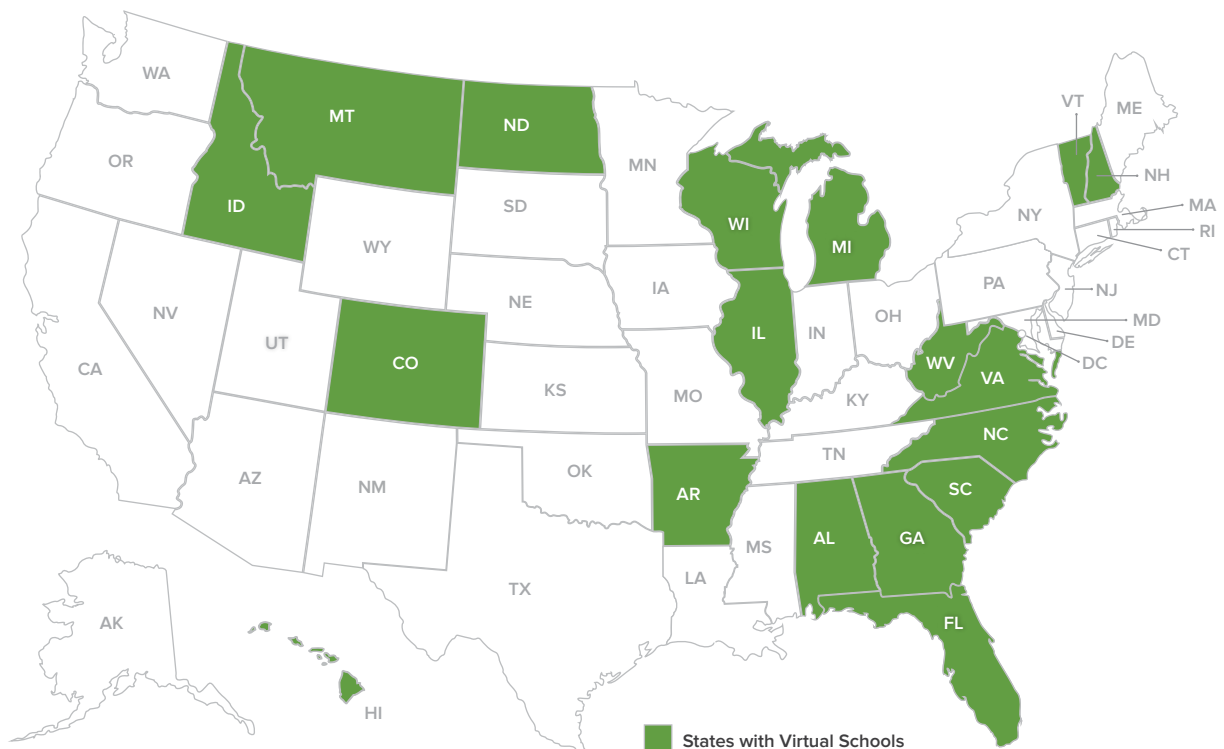 WA
MT
ND
VT
ME
OR
MN
NH
ID
SD
WI
NY
MA
RI
WY
MI
CT
IA
PA
NJ
NE
NV
OH
MD
UT
IL
IN
DE
CO
WV
DC
CA
VA
KS
MO
KY
NC
TN
OK
AZ
NM
AR
SC
AL
GA
MS
LA
TX
AK
FL
HI
States with Virtual Schools